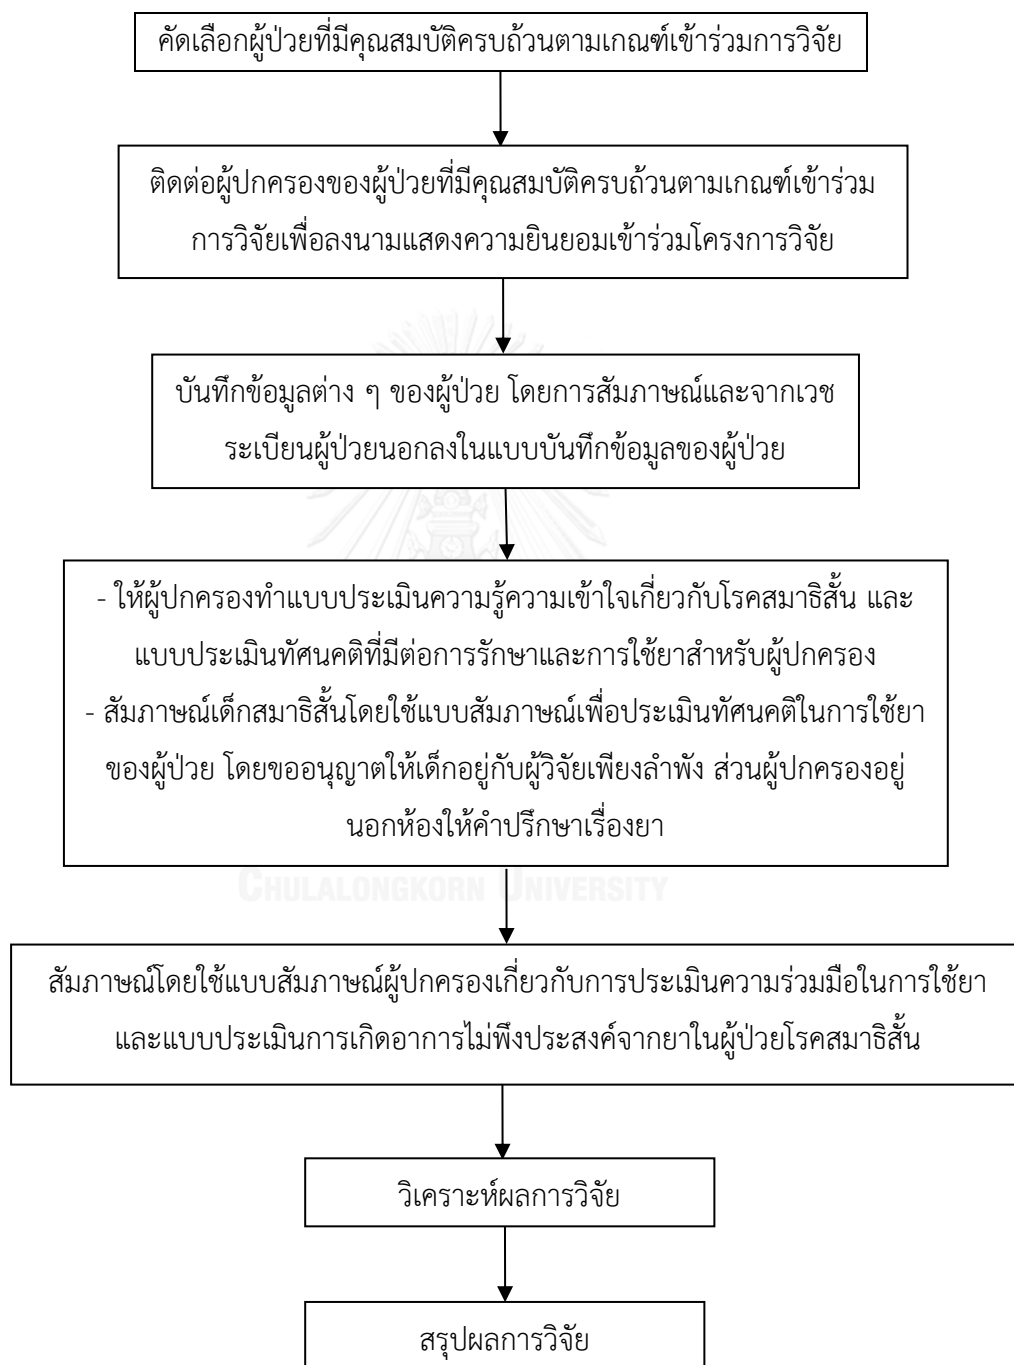 คัดเลือกผู้ป่วยที่มีคุณสมบัติครบถ้วนตามเกณฑ์เข้าร่วมการวิจัย
ติดต่อผู้ปกครองของผู้ป่วยที่มีคุณสมบัติครบถ้วนตามเกณฑ์เข้าร่วม
การวิจัยเพื่อลงนามแสดงความยินยอมเข้าร่วมโครงการวิจัย
บันทึกข้อมูลต่าง ๆ ของผู้ป่วย โดยการสัมภาษณ์และจากเวช
ระเบียนผู้ป่วยนอกลงในแบบบันทึกข้อมูลของผู้ป่วย
- ให้ผู้ปกครองทำแบบประเมินความรู้ความเข้าใจเกี่ยวกับโรคสมาธิสั้น และ
แบบประเมินทัศนคติที่มีต่อการรักษาและการใช้ยาสำหรับผู้ปกครอง
- สัมภาษณ์เด็กสมาธิสั้นโดยใช้แบบสัมภาษณ์เพื่อประเมินทัศนคติในการใช้ยา
ของผู้ป่วย โดยขออนุญาตให้เด็กอยู่กับผู้วิจัยเพียงลำพัง ส่วนผู้ปกครองอยู่
นอกห้องให้คำปรึกษาเรื่องยา
CHULALONGKORN UNIVERSITY
สัมภาษณ์โดยใช้แบบสัมภาษณ์ผู้ปกครองเกี่ยวกับการประเมินความร่วมมือในการใช้ยา
และแบบประเมินการเกิดอาการไม่พึงประสงค์จากยาในผู้ป่วยโรคสมาธิสั้น
วิเคราะห์ผลการวิจัย
สรุปผลการวิจัย